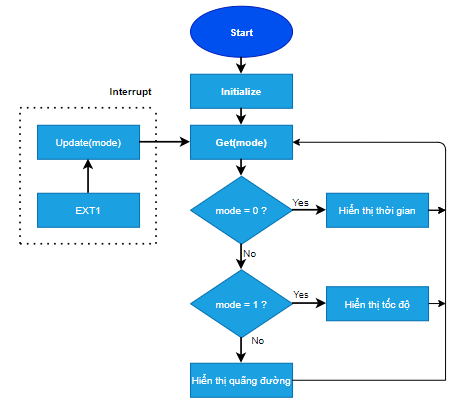 Start
Interrupt
Initialize
Update(mode)
Get(mode)
EXT1
mode = 0 ?
Yes
Hiển thị thời gian
No
mode = 1 ?
Yes
Hiển thị tốc độ
No
Hiển thị quãng đường